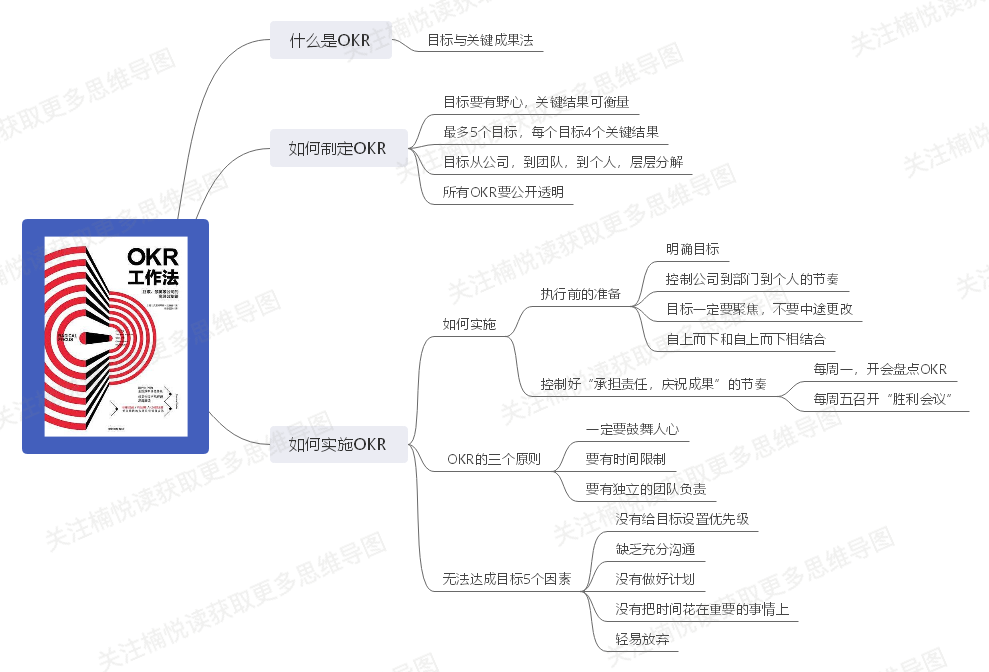 什么是OKR
目标与关键成果法
如何制定OKR
目标要有野心，关键结果可衡量
最多5个目标，每个目标4个关键结果
目标从公司，到团队，到个人，层层分解
所有OKR要公开透明
OKR
工作法
RADICAL
FOCUS
如何实施OKR
如何实施
执行前的准备
明确目标
控制公司到部门到个人的节奏
目标一定要聚焦，不要中途更改
自上而下和自上而下相结合
控制好“承担责任，庆祝成果”的节奏
每周一，开会盘点OKR
每周五召开“胜利会议”
OKR的三个原则
一定要鼓舞人心
要有时间限制
要有独立的团队负责
无法达成目标5个因素
没有给目标设置优先级
缺乏充分沟通
没有做好计划
没有把时间花在重要的事情上
轻易放弃
关注楠悦读获取更多思维导图